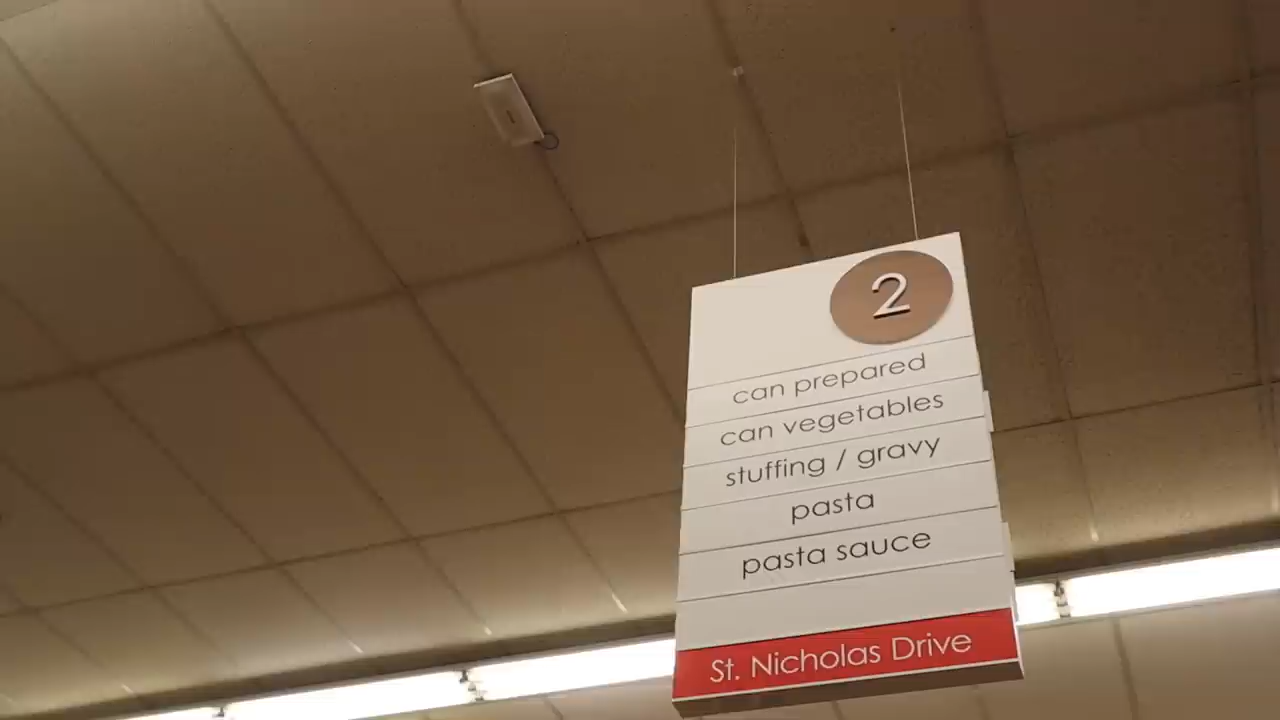 2
can prepared
can vegetables
stuffing / gravy
pasta
pasta sauce
St. Nicholas Drive